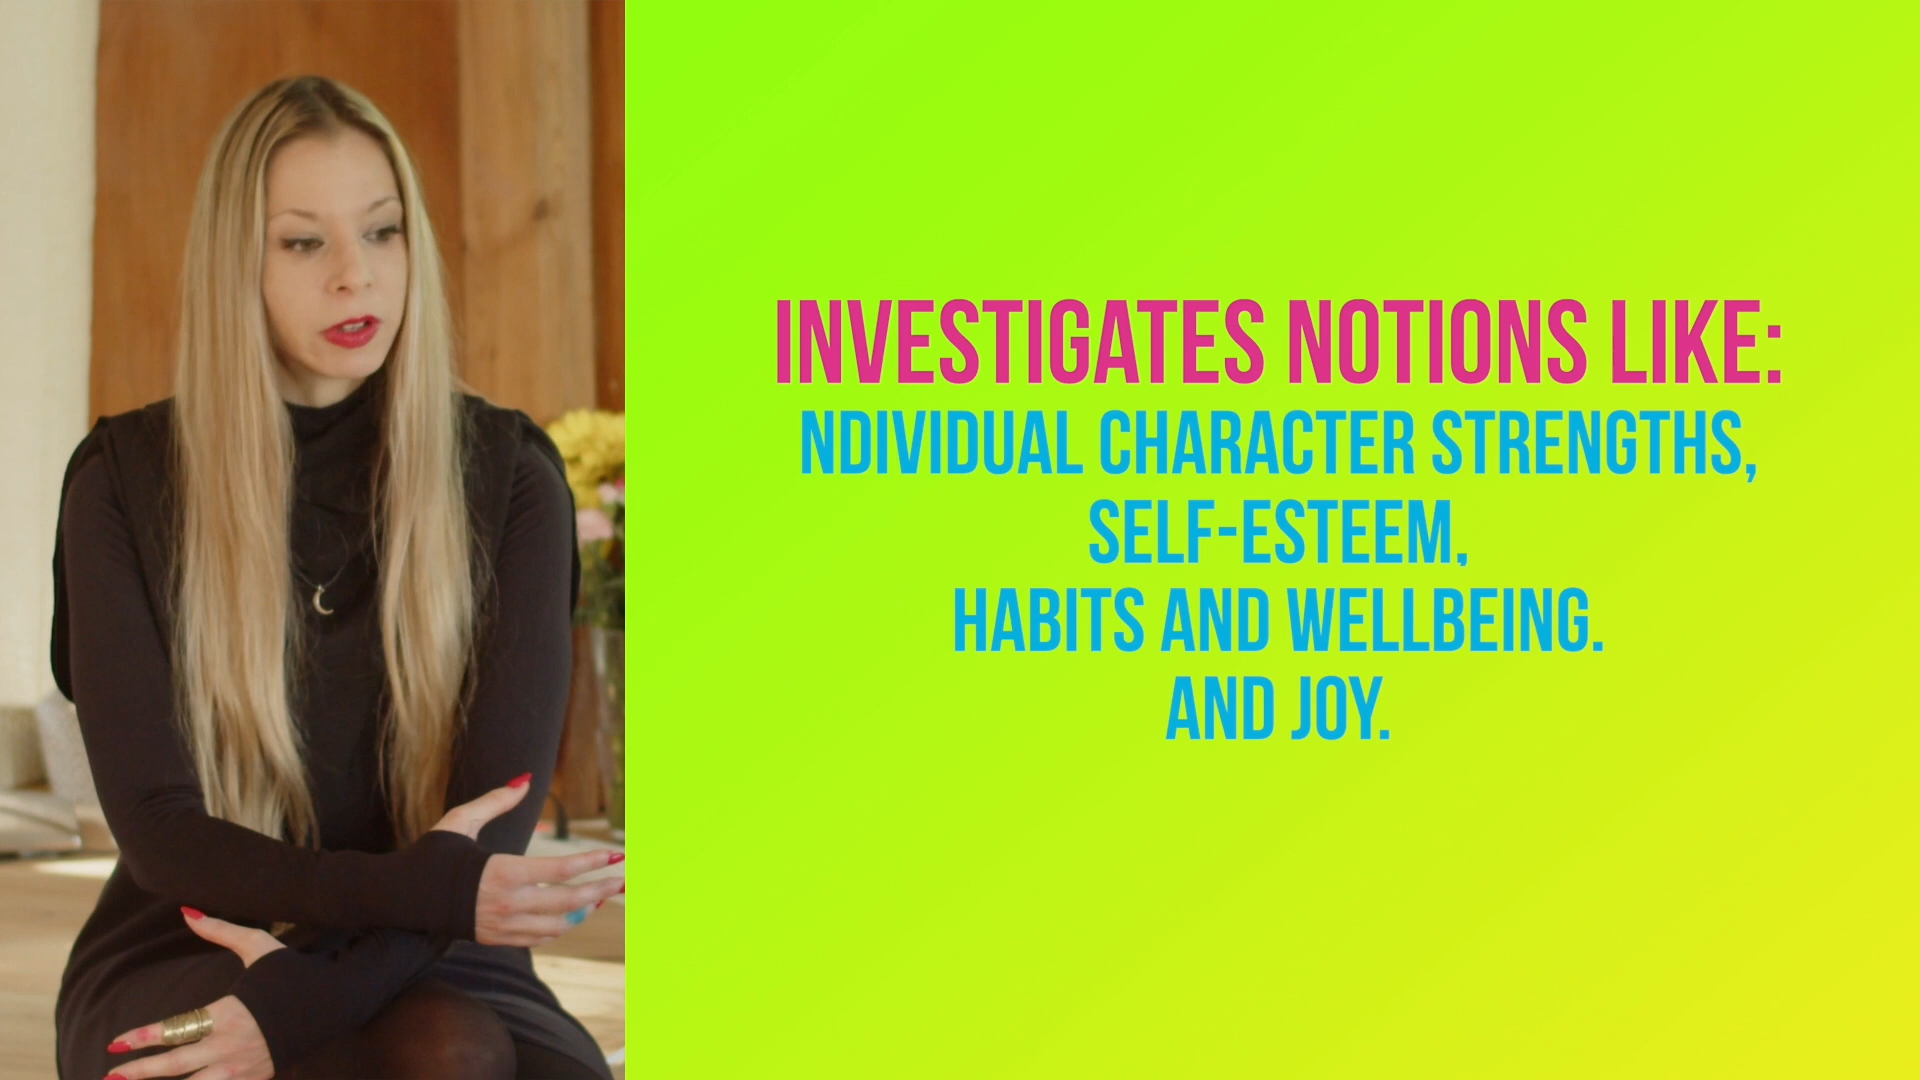 INVESTIGATES NOTIONS LIKE:
NDIVIDUAL CHARACTER STRENGTHS,
SELF-ESTEEM,
HABITS AND WELLBEING.
AND JOY.